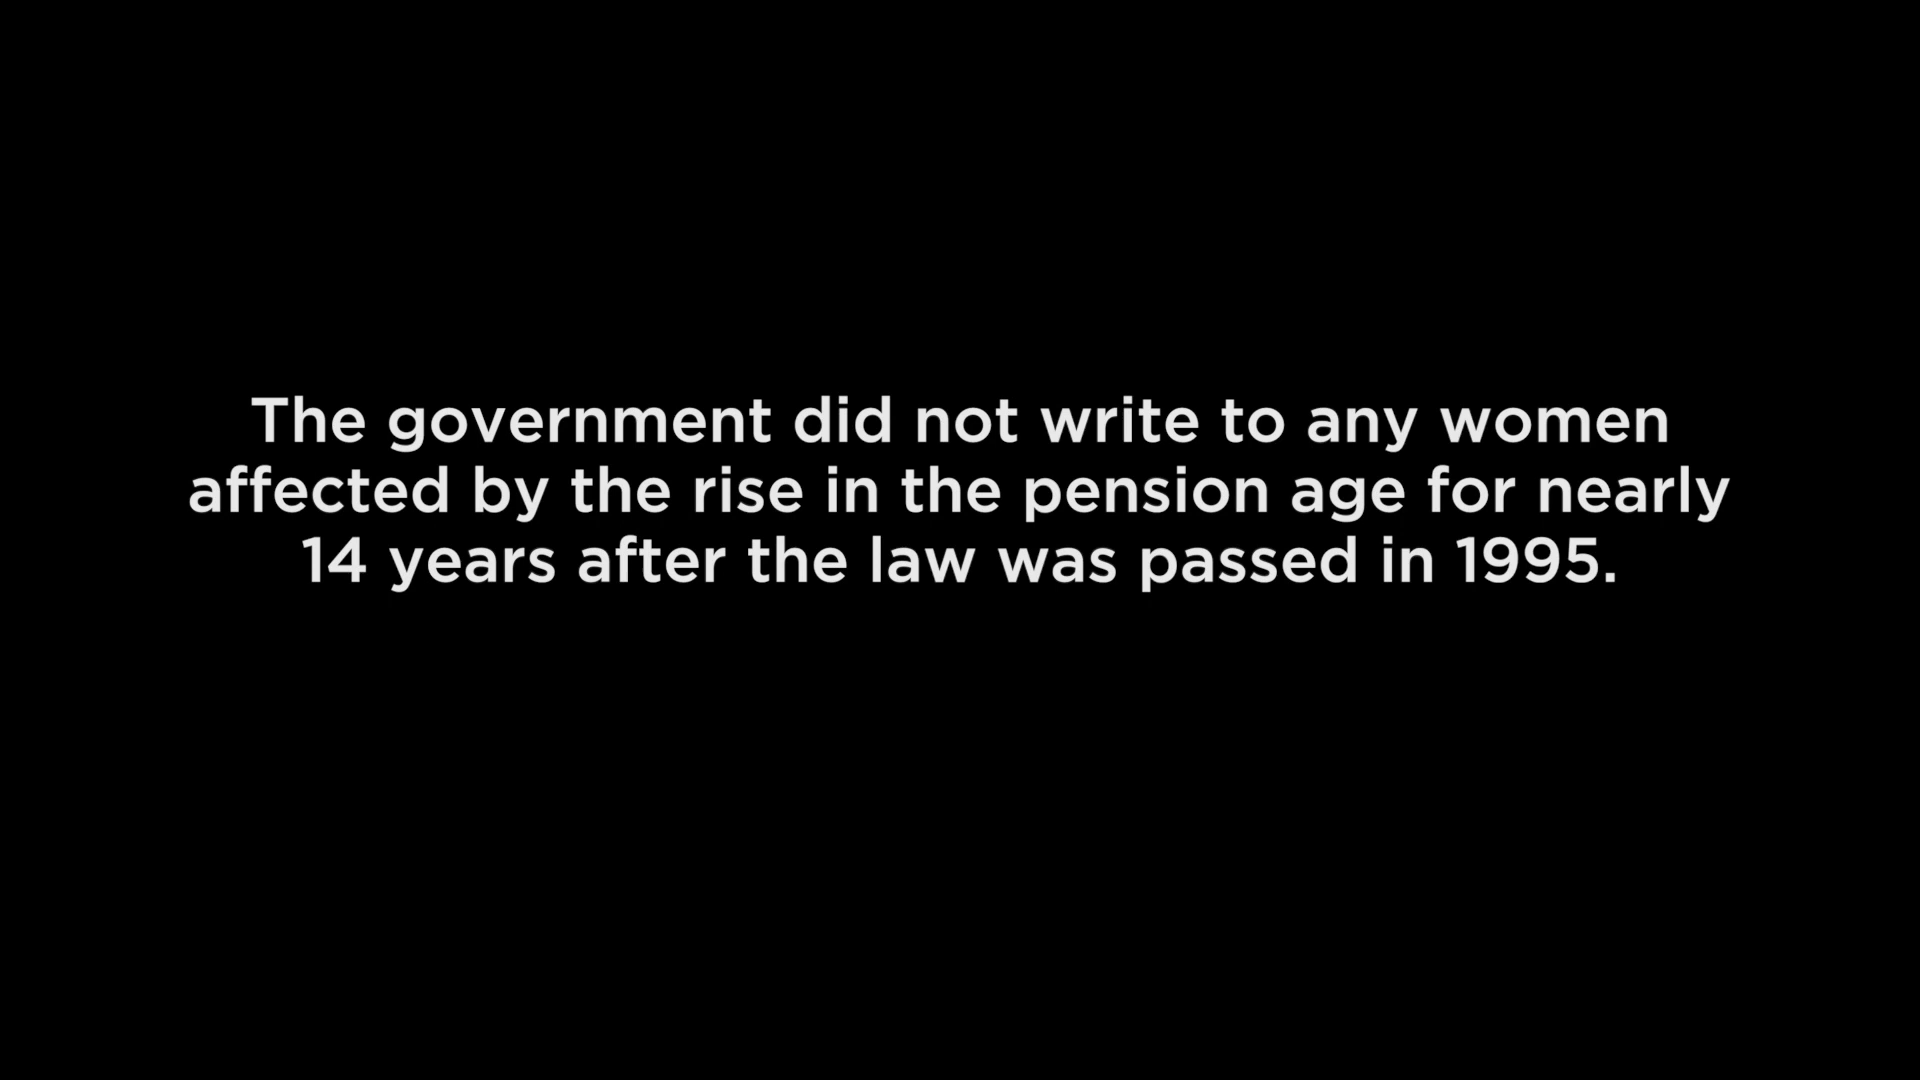 The government did not write to any women
affected by the rise in the pension age for nearly
14 years after the law was passed in 1995.